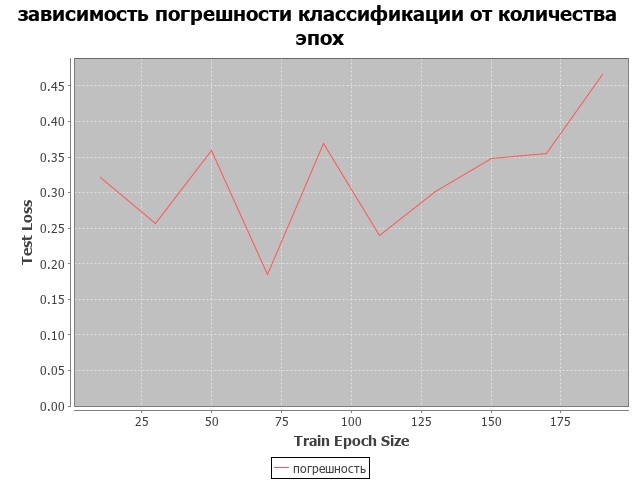 зависимость погрешности классификации от количества
эпох
0.45
0.40
0.35
0.30
0.25
0.20
0.15
0.10
0.05
0.00
Test Loss
25 50 75 100 125 150 175
Train Epoch Size
погрешность